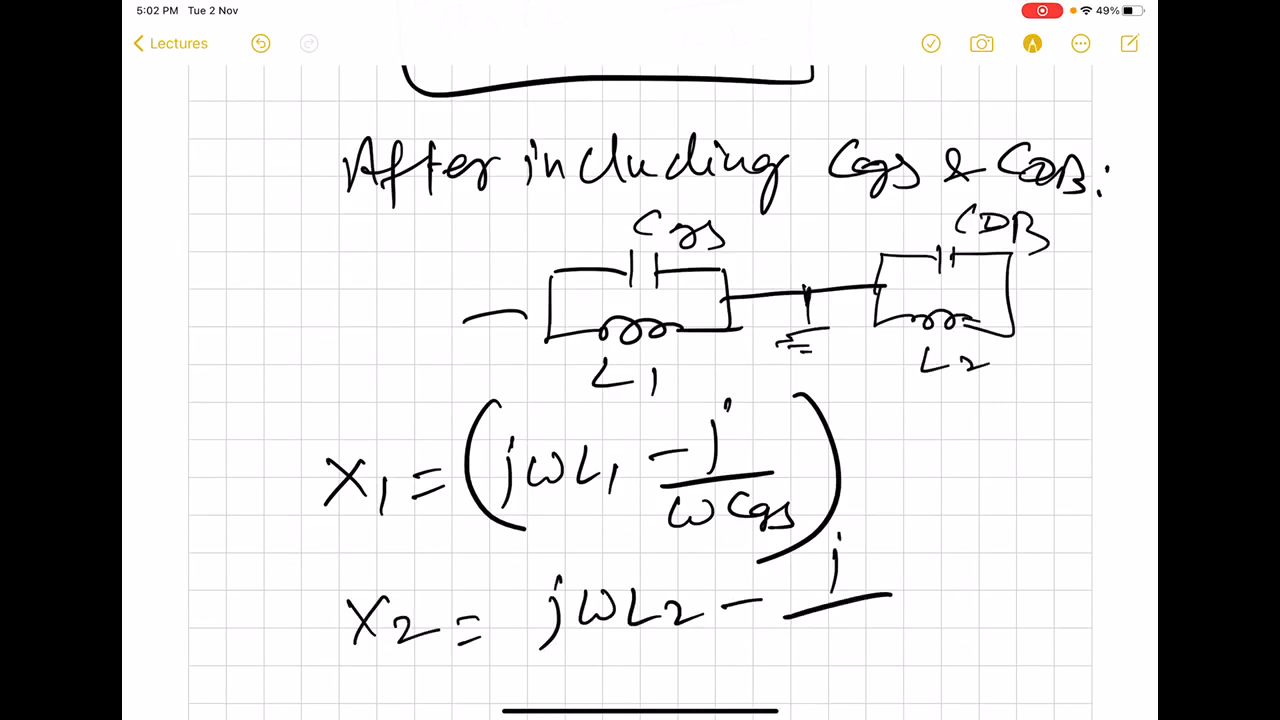 5:02 PM Tue 2 Nov
49%
Lectures
After including Cgs & CDB:
Cgs
CDB
L1
L2
X1 = (jωL1 - j/ωCgs)
X2 = jωL2 - j/